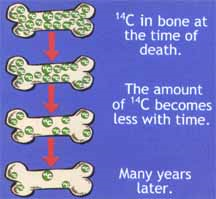 ¹⁴C in bone at
the time of
death.
The amount
of ¹⁴C becomes
less with time.
Many years
later.